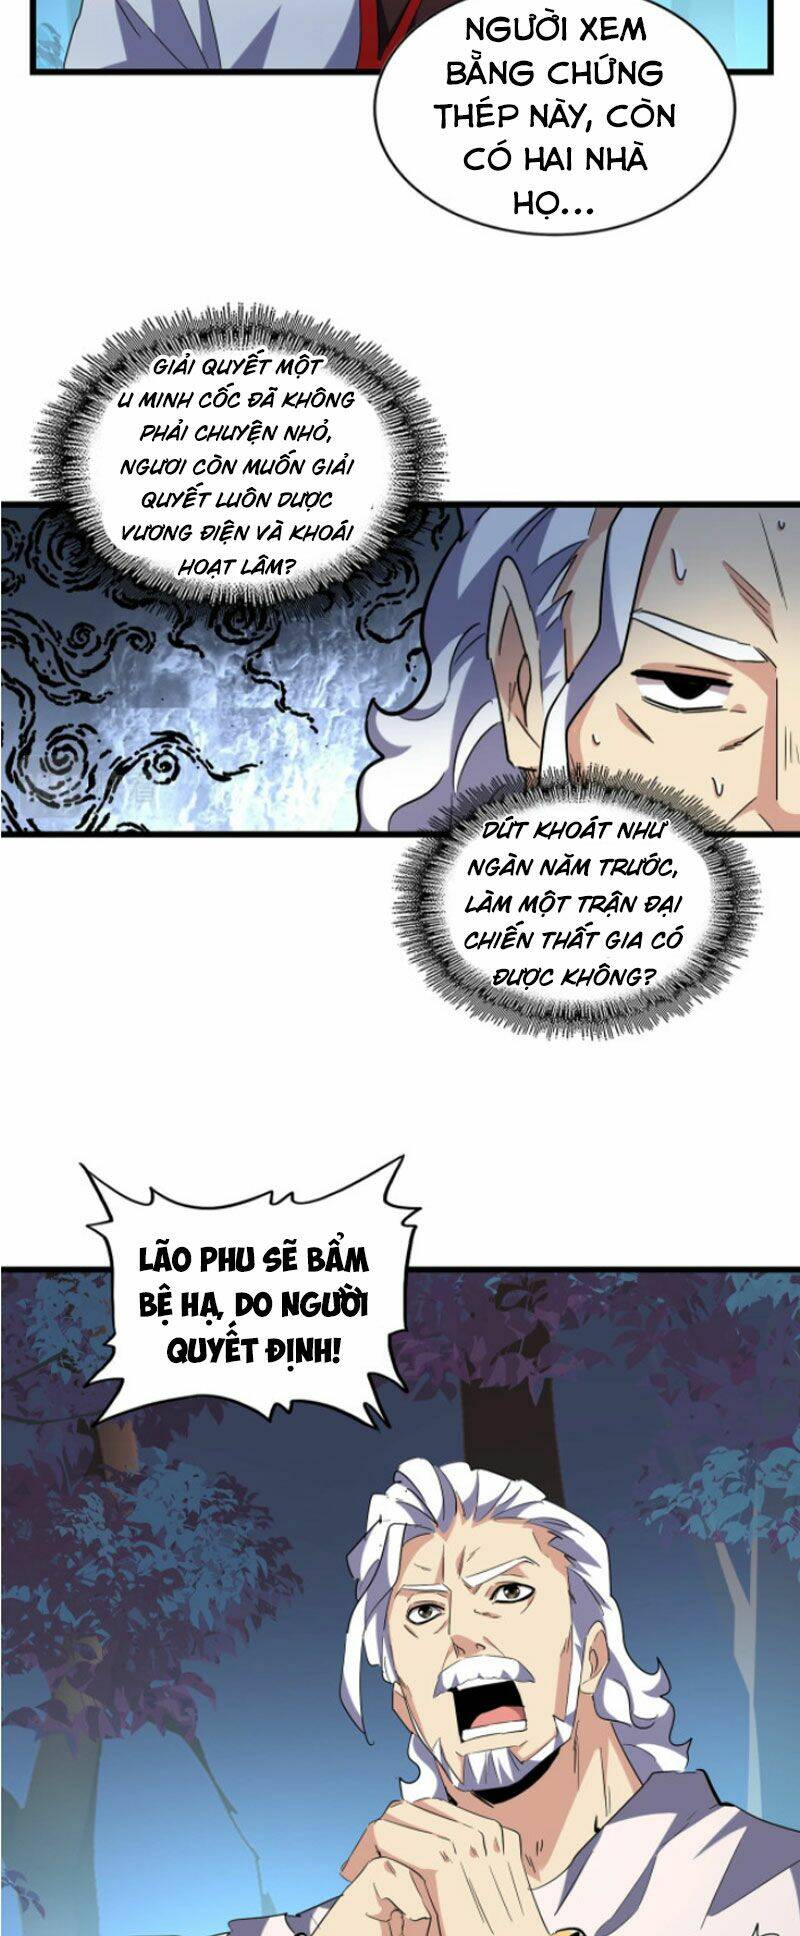 NGƯỜI XEM
BẰNG CHỨNG
THÉP NÀY, CÒN
CÓ HAI NHÀ
HỌ...
GIẢI QUYẾT MỘT
U MINH CỐC ĐÃ KHÔNG
PHẢI CHUYỆN NHỎ,
NGƯƠI CÒN MUỐN GIẢI
QUYẾT LUÔN DƯỢC
VƯƠNG ĐIỆN VÀ KHOÁI
HOẠT LÂM?
DỨT KHOÁT NHƯ
NGÀN NĂM TRƯỚC,
LÀM MỘT TRẬN ĐẠI
CHIẾN THẤT GIA CÓ
ĐƯỢC KHÔNG?
LÃO PHU SẼ BẨM
BỆ HẠ, DO NGƯỜI
QUYẾT ĐỊNH!